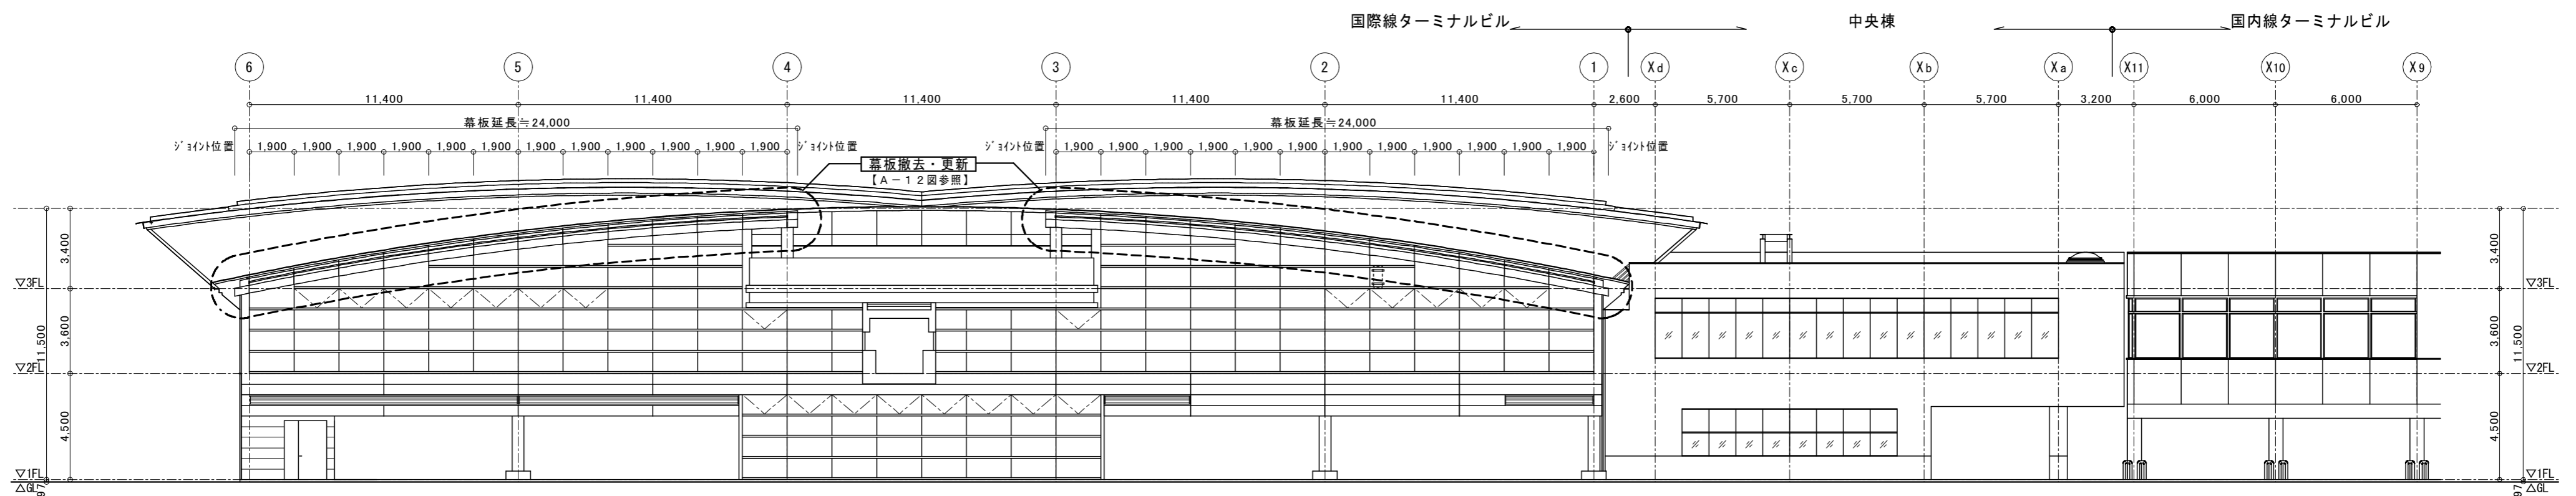 国際線ターミナルビル 中央棟 国内線ターミナルビル
6 5 4 3 2 1 Xd Xc Xb Xa X11 X10 X9
11,400 11,400 11,400 11,400 11,400 2,600 5,700 5,700 5,700 3,200 6,000 6,000
幕板延長≒24,000 幕板延長≒24,000
ジョイント位置 1,900 1,900 1,900 1,900 1,900 1,900 1,900 1,900 1,900 1,900 1,900 1,900 ジョイント位置 ジョイント位置 1,900 1,900 1,900 1,900 1,900 1,900 1,900 1,900 1,900 1,900 1,900 1,900 ジョイント位置
幕板撤去・更新
【A-12図参照】
3,400 3,400
▽3FL ▽3FL
11,500 3,600 3,600 11,500
▽2FL ▽2FL
4,500 4,500
▽1FL ▽1FL
△GL △GL
97 97